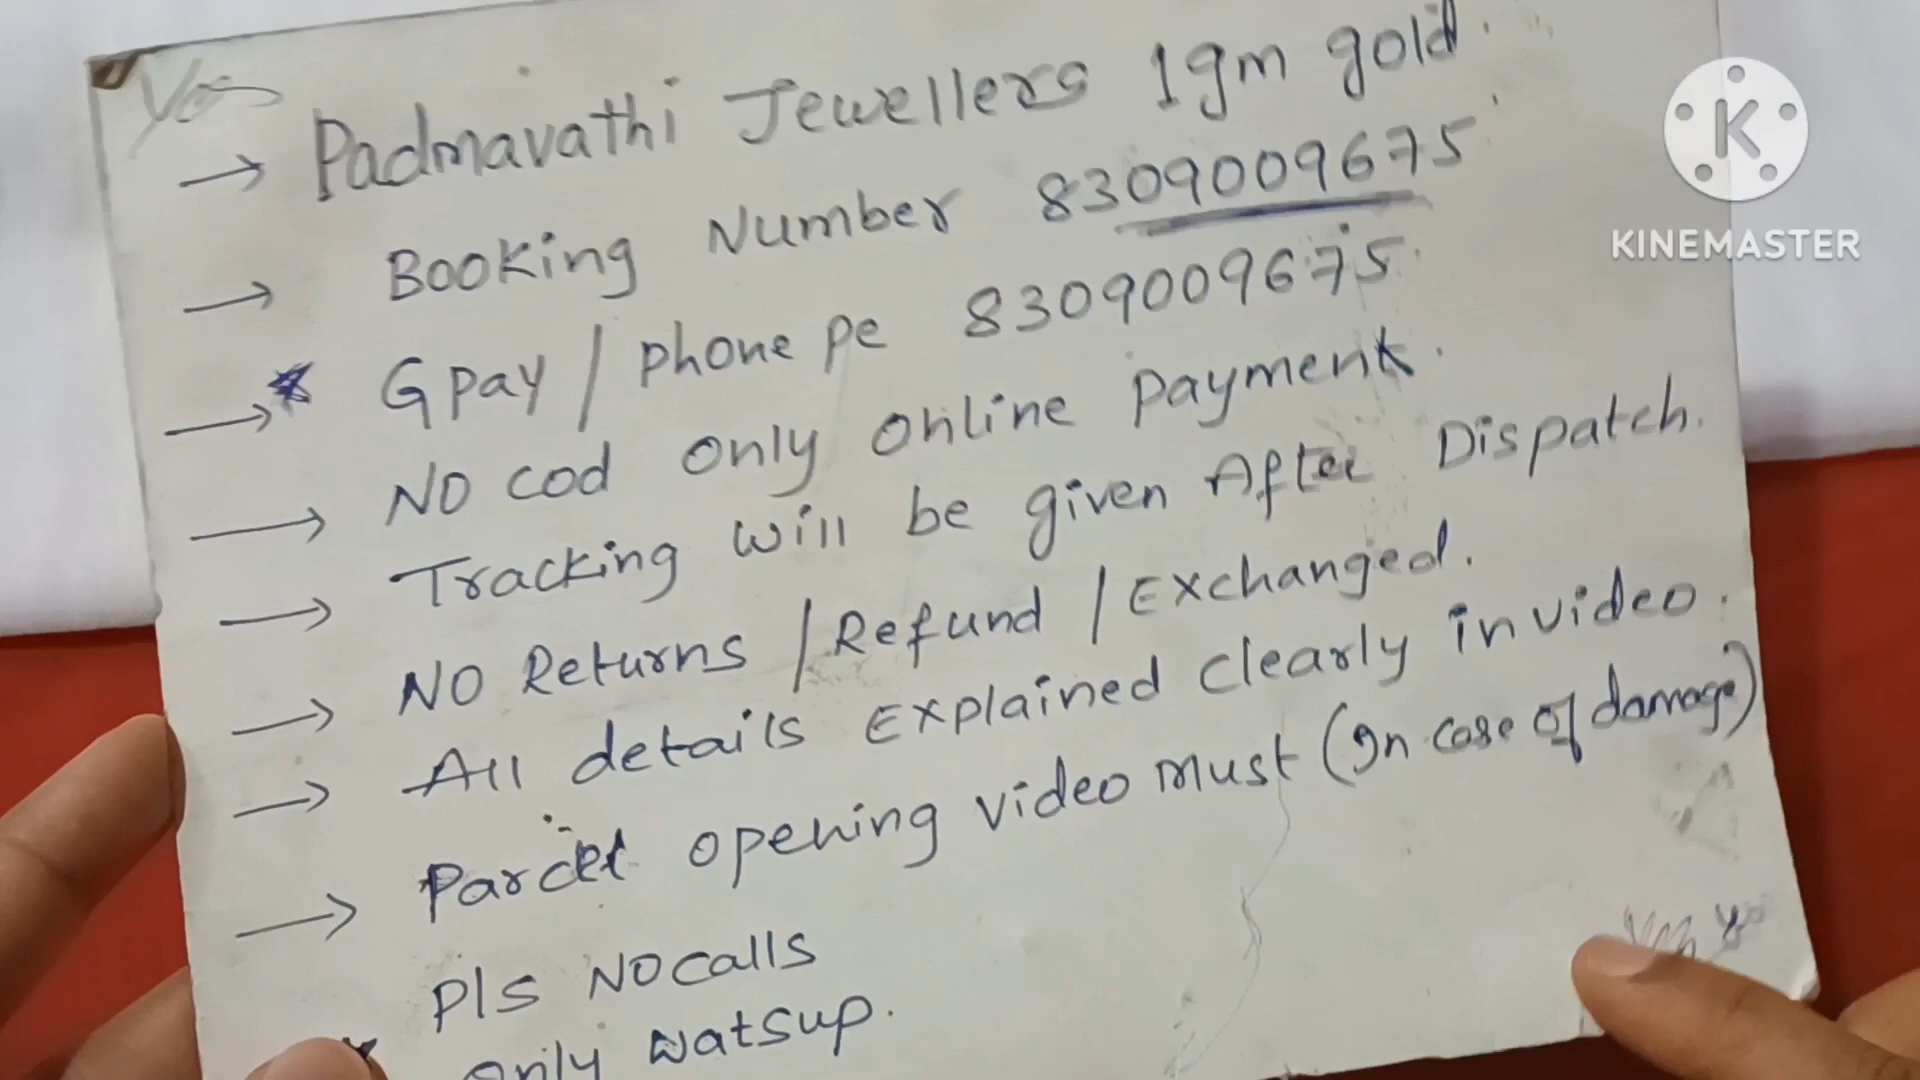 → Padmavathi Jewellers 1gm gold.
→ Booking Number 8309009675
→ * Gpay / Phone pe 8309009675.
→ NO cod only online payment.
→ Tracking will be given After Dispatch.
→ NO Returns / Refund / Exchanged.
→ All details Explained clearly in video.
→ Parcel opening video must (In case of damage)
Pls NO calls
only watsup.
K
KINEMASTER